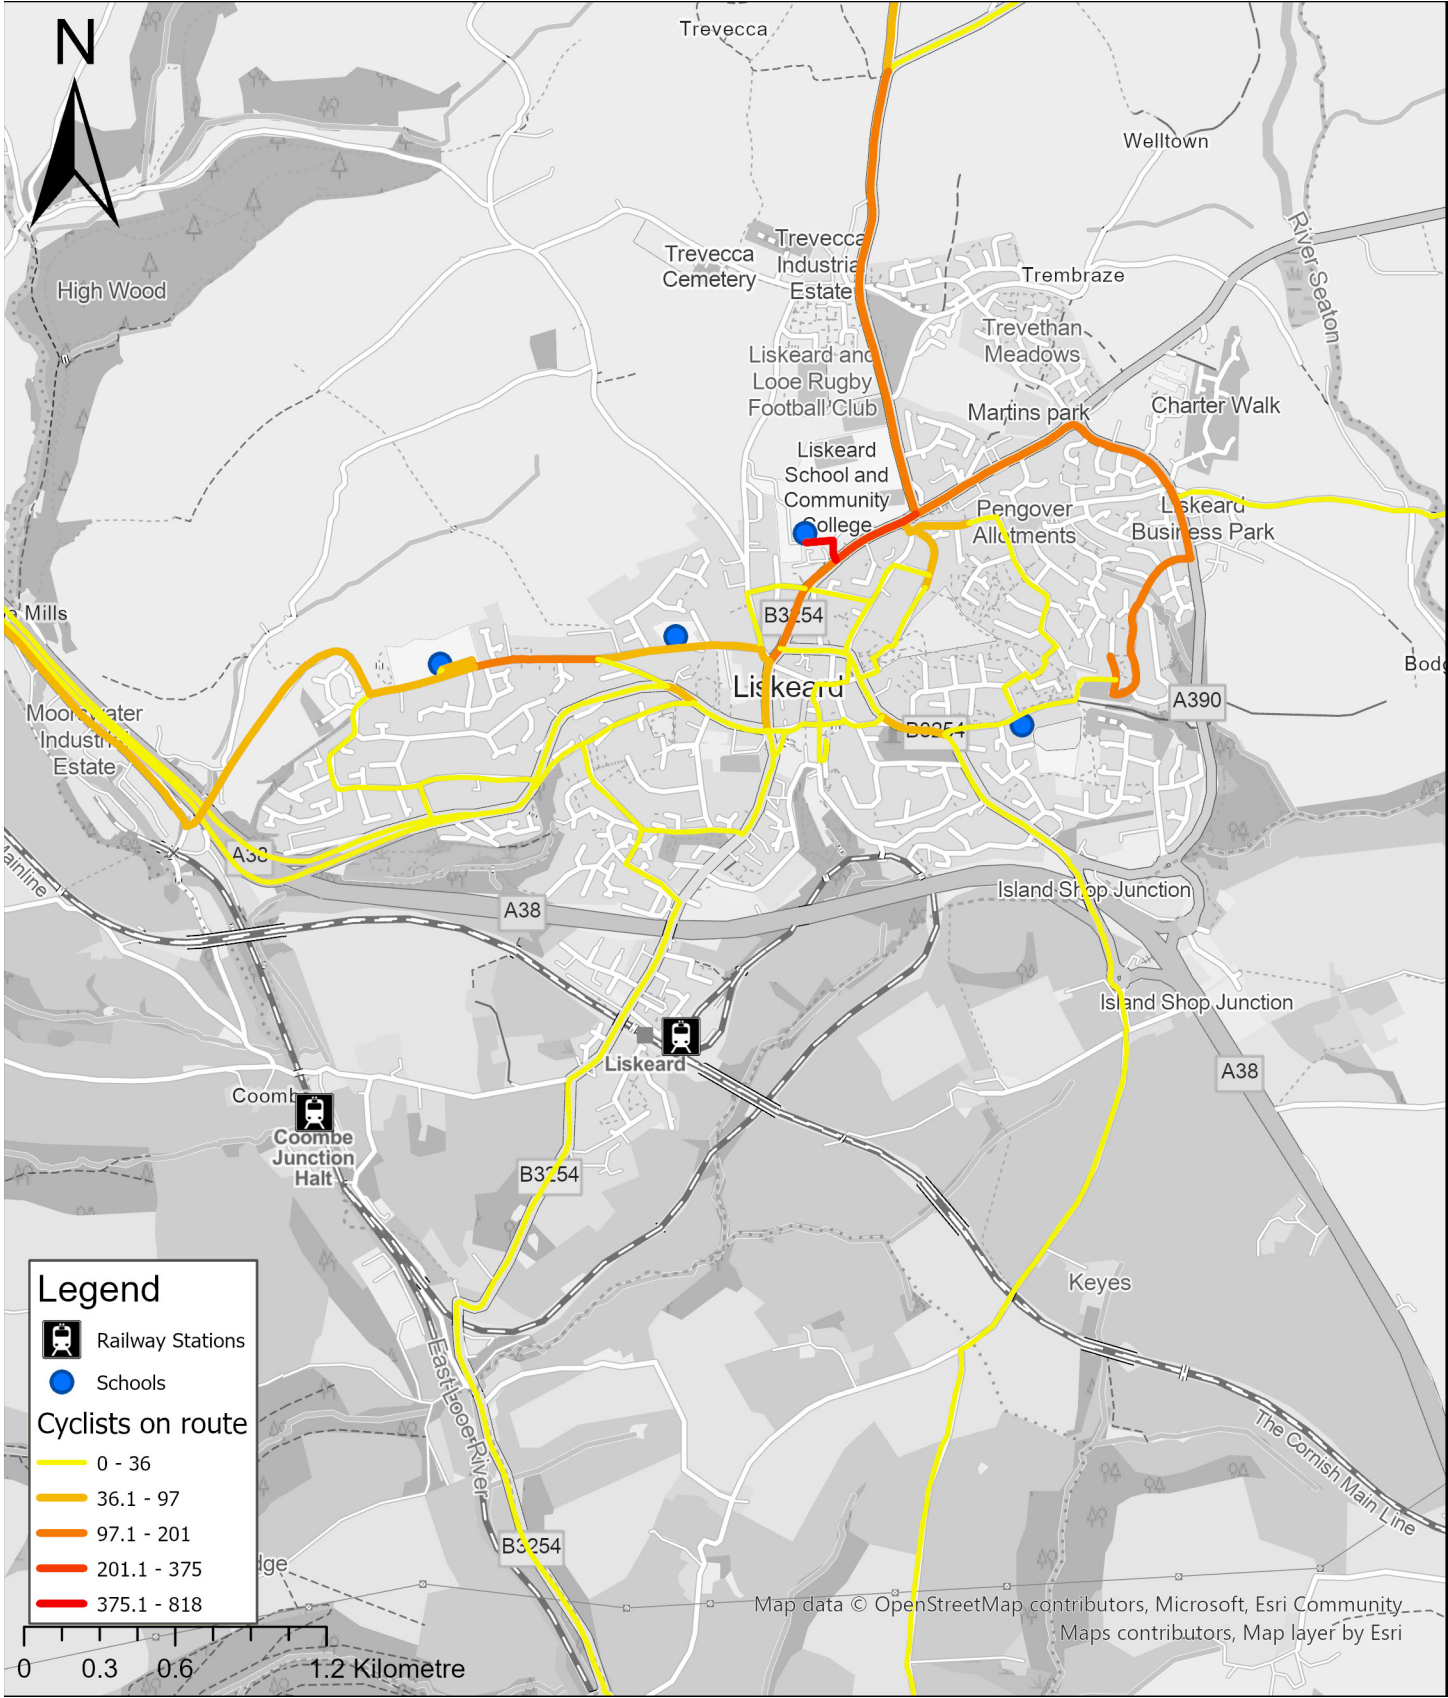 N
Trevecca
Welltown
River Seaton
Trevecca
Industrial
Estate
Trevecca
Cemetery
Trembraze
High Wood
Trevethan
Meadows
Liskeard and
Looe Rugby
Football Club
Martins park
Charter Walk
Liskeard
School and
Community
College
Pengover
Allotments
Liskeard
Business Park
B3254
e Mills
Liskeard
A390
Moorswater
Industrial
Estate
B3254
A38
Mainline
Island Shop Junction
A38
Island Shop Junction
Liskeard
A38
Coombe
Coombe
Junction
Halt
B3254
Keyes
East Looe River
The Cornish Main Line
B3254
dge
Legend
Railway Stations
Schools
Cyclists on route
0 - 36
36.1 - 97
97.1 - 201
201.1 - 375
375.1 - 818
Map data © OpenStreetMap contributors, Microsoft, Esri Community
Maps contributors, Map layer by Esri
0 0.3 0.6 1.2 Kilometre